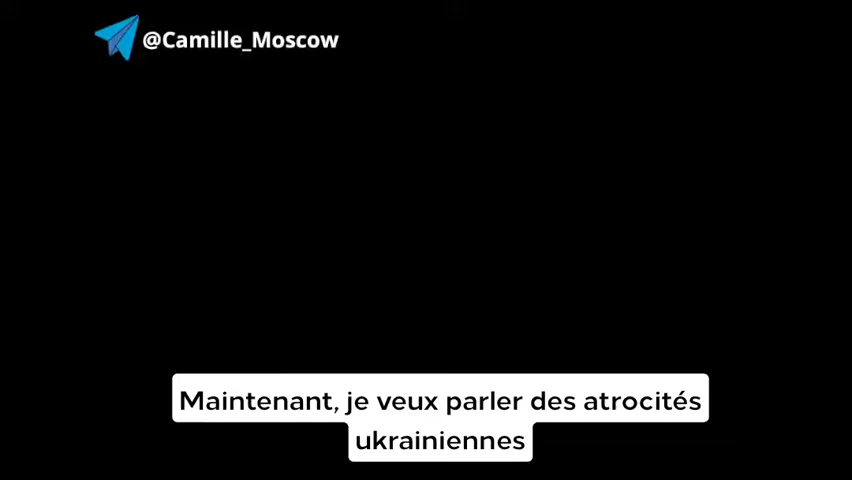 @Camille_Moscow
Maintenant, je veux parler des atrocités
ukrainiennes